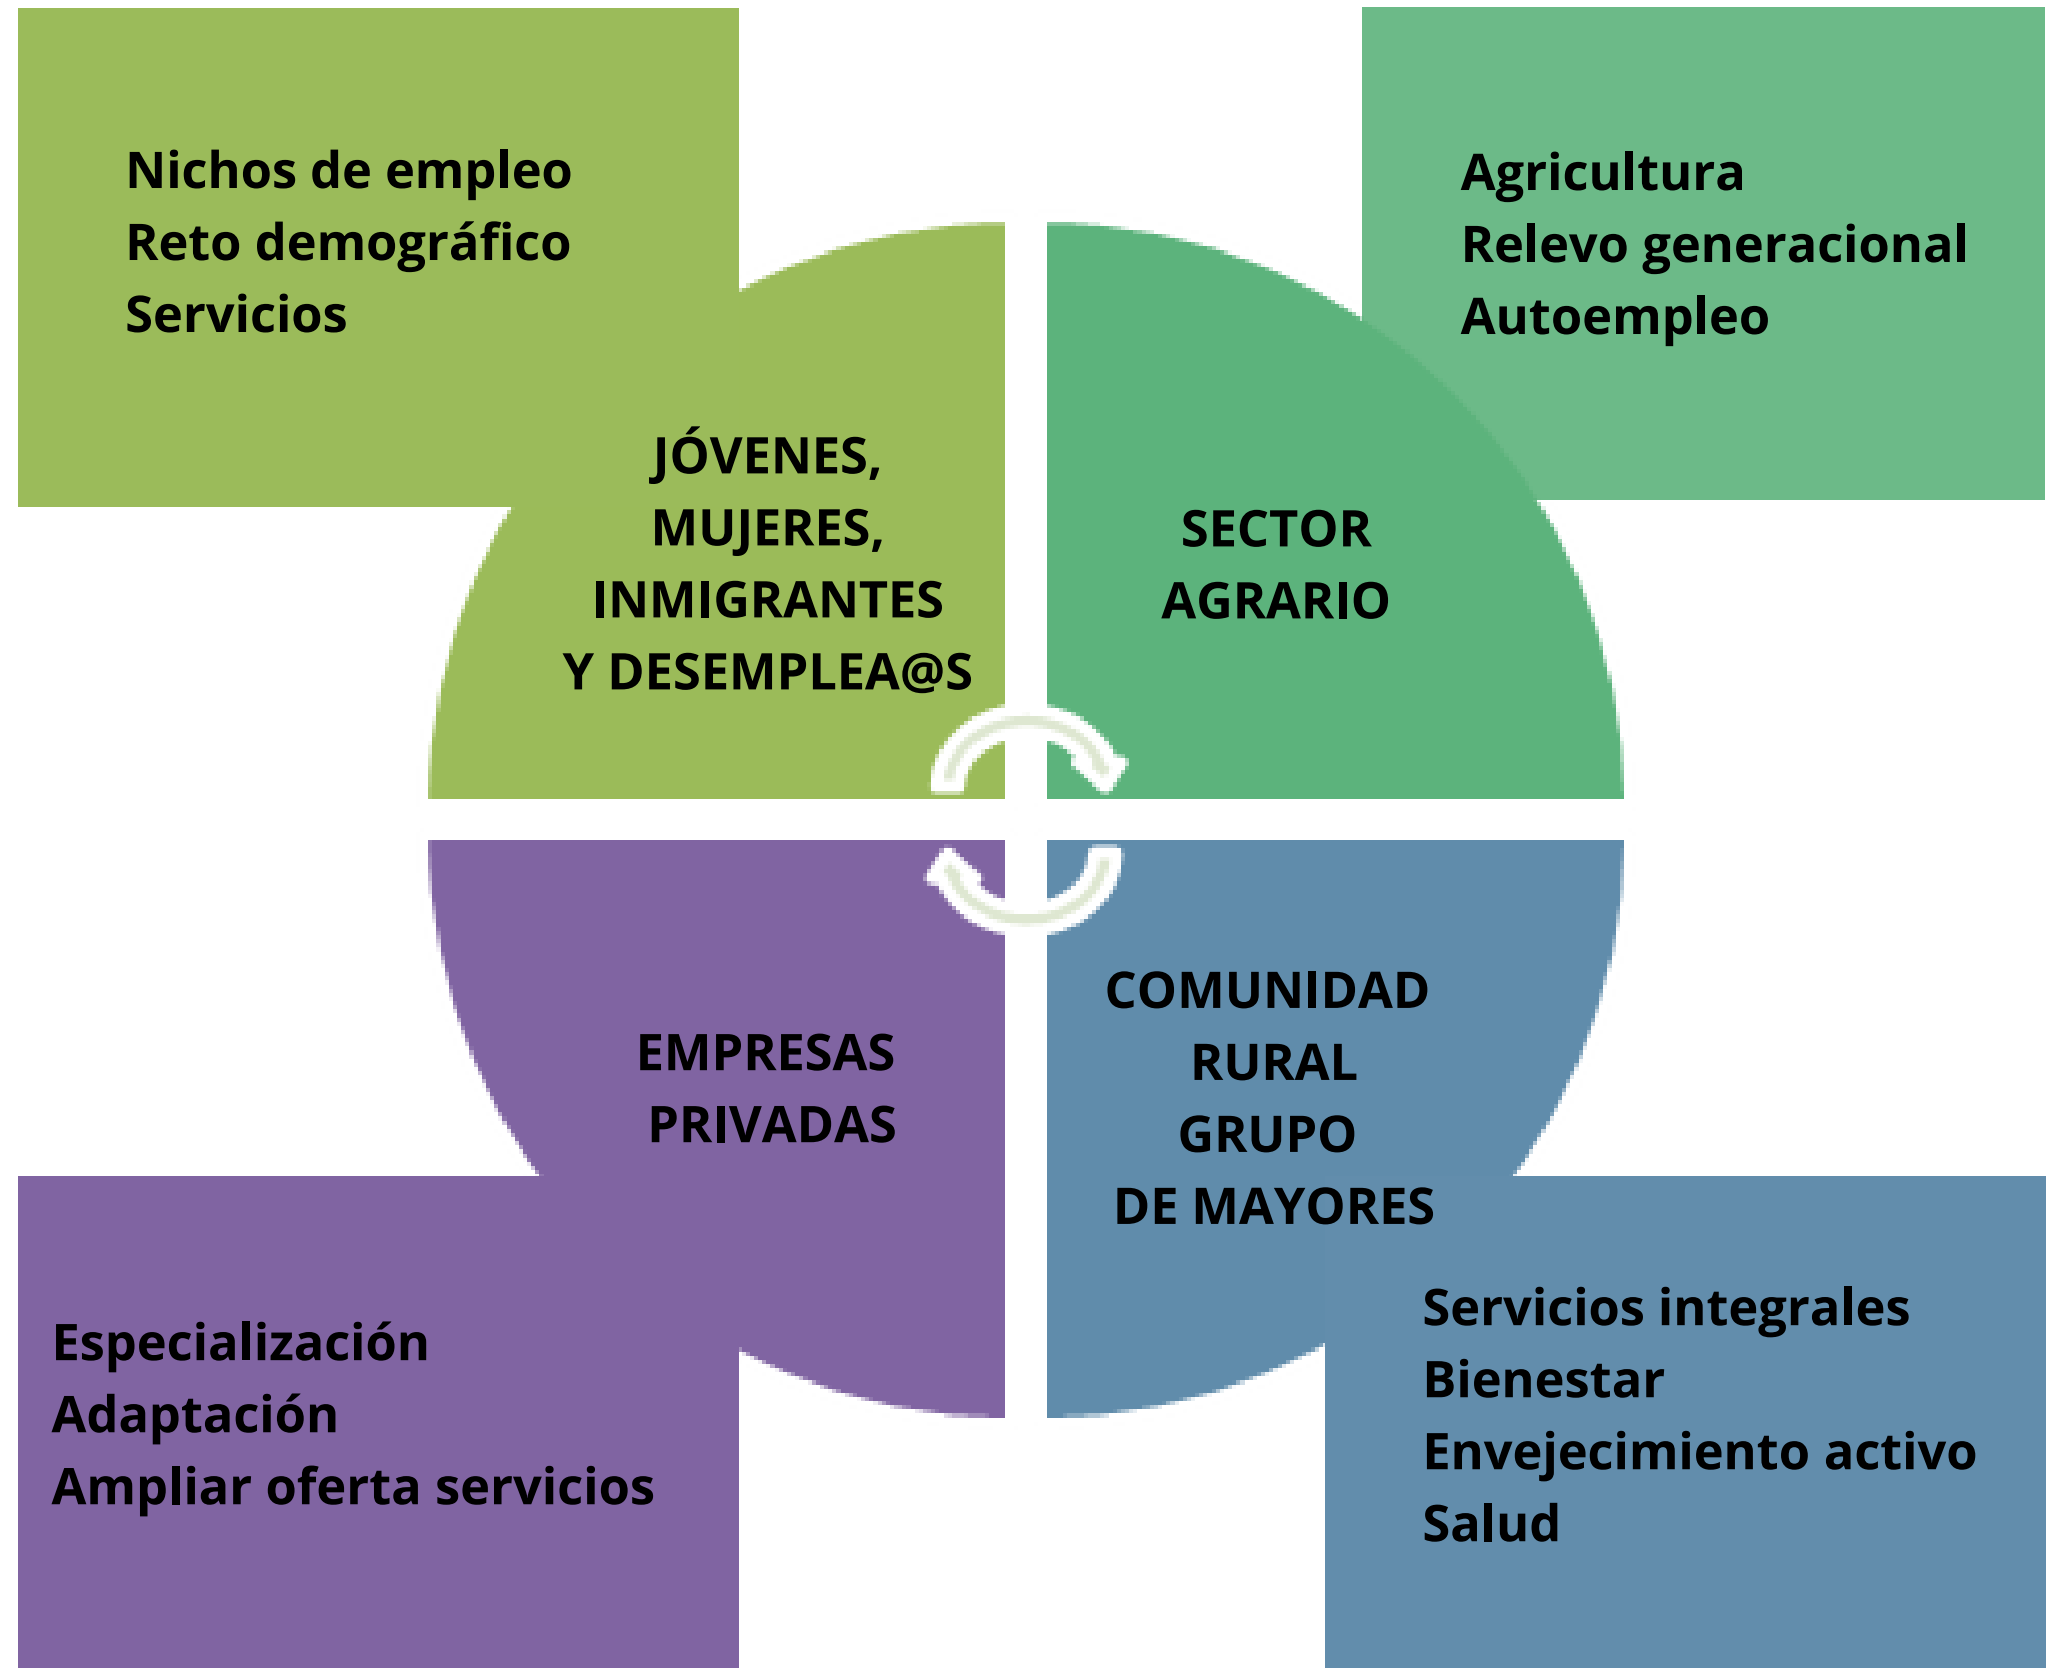 Nichos de empleo
Reto demográfico
Servicios
JÓVENES,
MUJERES,
INMIGRANTES
Y DESEMPLEA@S
Agricultura
Relevo generacional
Autoempleo
SECTOR
AGRARIO
EMPRESAS
PRIVADAS
Especialización
Adaptación
Ampliar oferta servicios
COMUNIDAD
RURAL
GRUPO
DE MAYORES
Servicios integrales
Bienestar
Envejecimiento activo
Salud